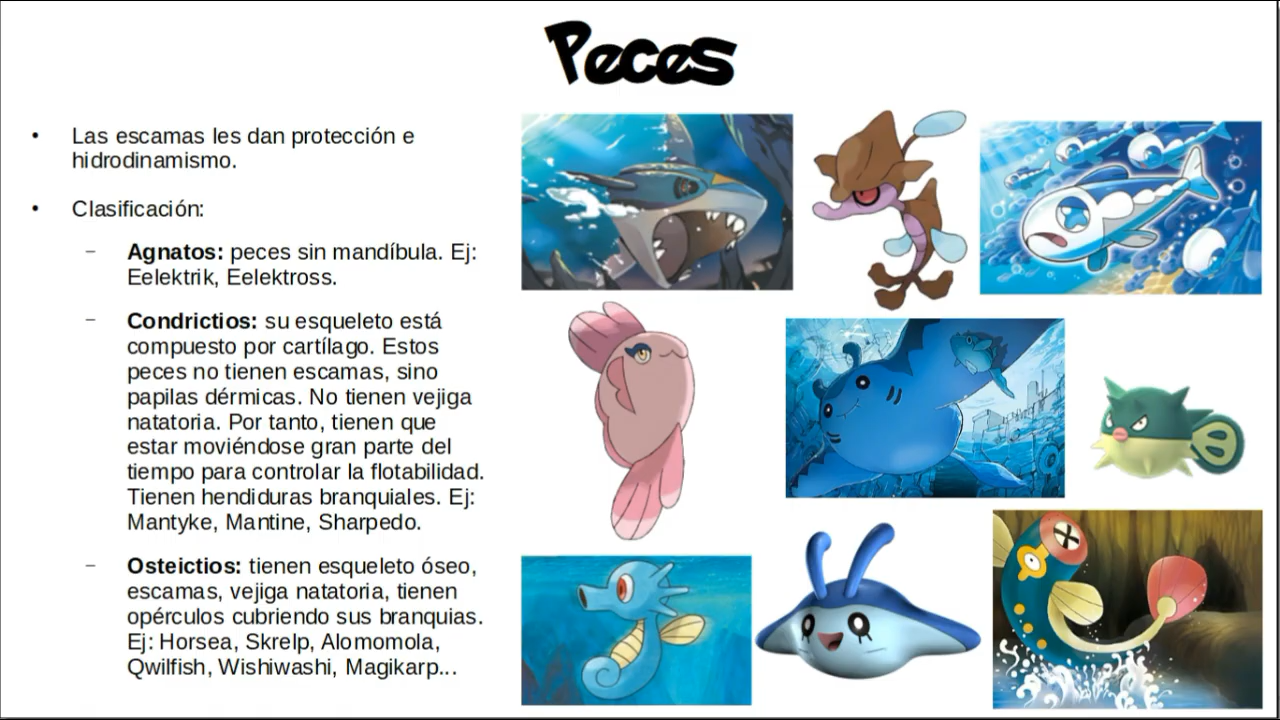 Peces
• Las escamas les dan protección e
hidrodinamismo.
• Clasificación:
– Agnatos: peces sin mandíbula. Ej:
Eelektrik, Eelektross.
– Condrictios: su esqueleto está
compuesto por cartílago. Estos
peces no tienen escamas, sino
papilas dérmicas. No tienen vejiga
natatoria. Por tanto, tienen que
estar moviéndose gran parte del
tiempo para controlar la flotabilidad.
Tienen hendiduras branquiales. Ej:
Mantyke, Mantine, Sharpedo.
– Osteictios: tienen esqueleto óseo,
escamas, vejiga natatoria, tienen
opérculos cubriendo sus branquias.
Ej: Horsea, Skrelp, Alomomola,
Qwilfish, Wishiwashi, Magikarp...